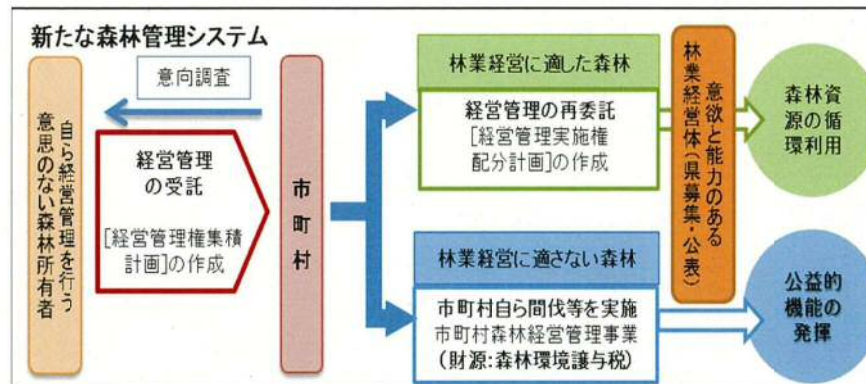 新たな森林管理システム
自ら経営管理を行う
意思のない森林所有者
意向調査
経営管理
の受託
[経営管理権集積
計画]の作成
市町村
林業経営に適した森林
経営管理の再委託
[経営管理実施権
配分計画]の作成
林業経営に適さない森林
市町村自ら間伐等を実施
市町村森林経営管理事業
(財源:森林環境譲与税)
意欲と能力のある
林業経営体(県募集・公表)
森林資
源の循
環利用
公益的
機能の
発揮